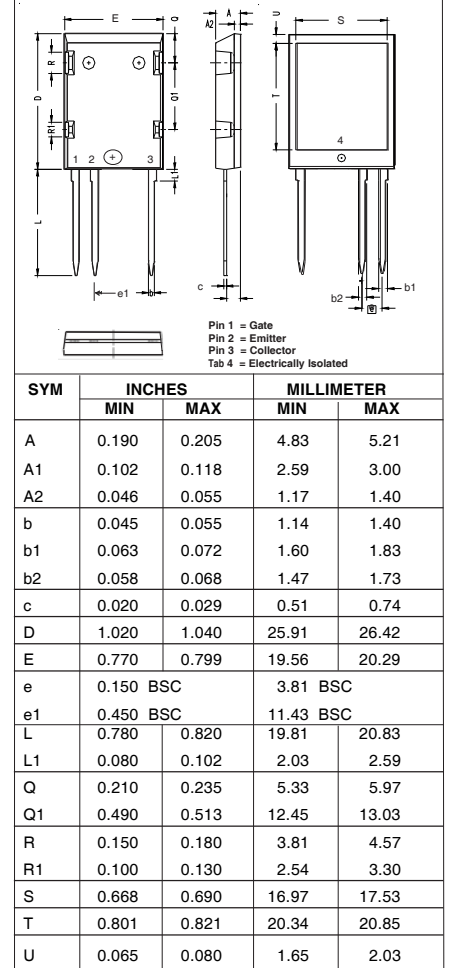 E
Q
A
A2
S
U
R
D
Q1
R1
T
4
1 2 3
L1
L
e1
b
c
b2
b1
e
Pin 1 = Gate
Pin 2 = Emitter
Pin 3 = Collector
Tab 4 = Electrically Isolated
SYM INCHES MILLIMETER
MIN MAX MIN MAX
A 0.190 0.205 4.83 5.21
A1 0.102 0.118 2.59 3.00
A2 0.046 0.055 1.17 1.40
b 0.045 0.055 1.14 1.40
b1 0.063 0.072 1.60 1.83
b2 0.058 0.068 1.47 1.73
c 0.020 0.029 0.51 0.74
D 1.020 1.040 25.91 26.42
E 0.770 0.799 19.56 20.29
e 0.150 BSC 3.81 BSC
e1 0.450 BSC 11.43 BSC
L 0.780 0.820 19.81 20.83
L1 0.080 0.102 2.03 2.59
Q 0.210 0.235 5.33 5.97
Q1 0.490 0.513 12.45 13.03
R 0.150 0.180 3.81 4.57
R1 0.100 0.130 2.54 3.30
S 0.668 0.690 16.97 17.53
T 0.801 0.821 20.34 20.85
U 0.065 0.080 1.65 2.03